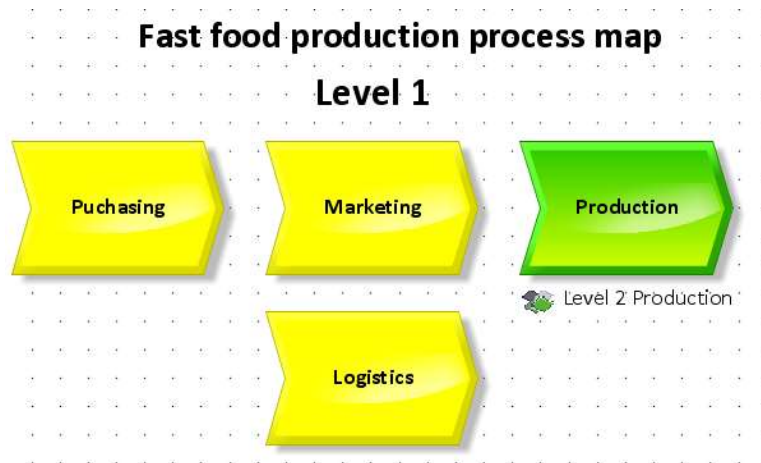 Fast food production process map
Level 1
Puchasing
Marketing
Production
Level 2 Production
Logistics